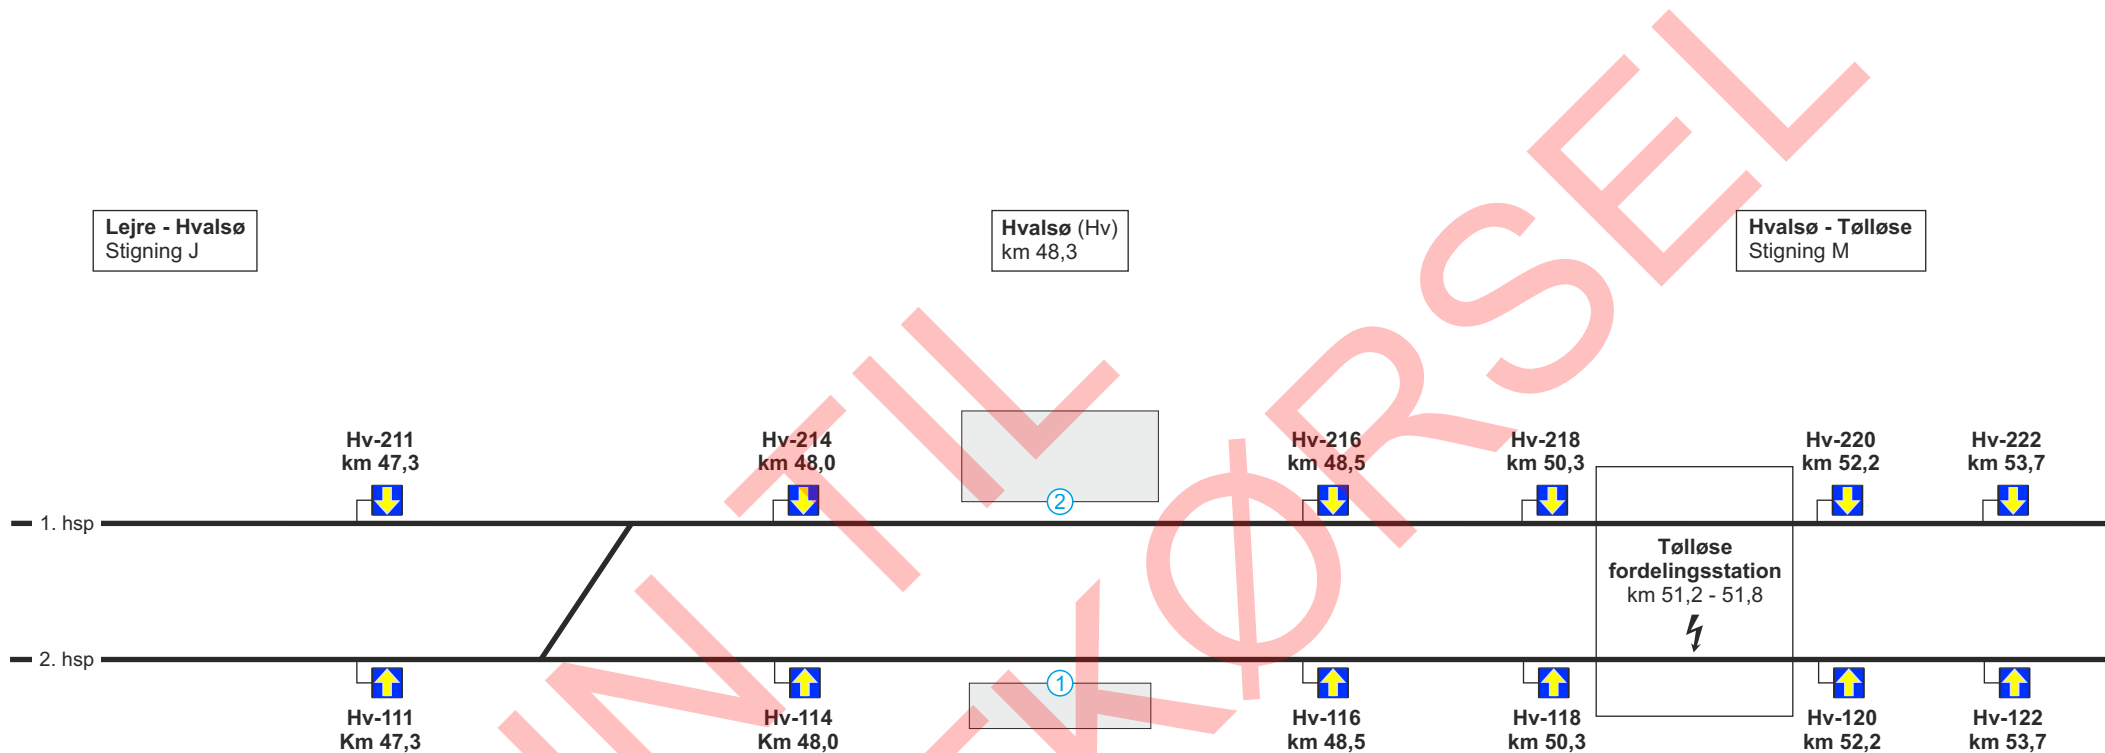 Lejre - Hvalsø
Stigning J
Hvalsø (Hv)
km 48,3
Hvalsø - Tølløse
Stigning M
Hv-211
km 47,3
Hv-214
km 48,0
Hv-216
km 48,5
Hv-218
km 50,3
Hv-220
km 52,2
Hv-222
km 53,7
2
1. hsp
Tølløse
fordelingsstation
km 51,2 - 51,8
2. hsp
1
Hv-111
Km 47,3
Hv-114
Km 48,0
Hv-116
km 48,5
Hv-118
km 50,3
Hv-120
km 52,2
Hv-122
km 53,7
N TIL
KØRSEL